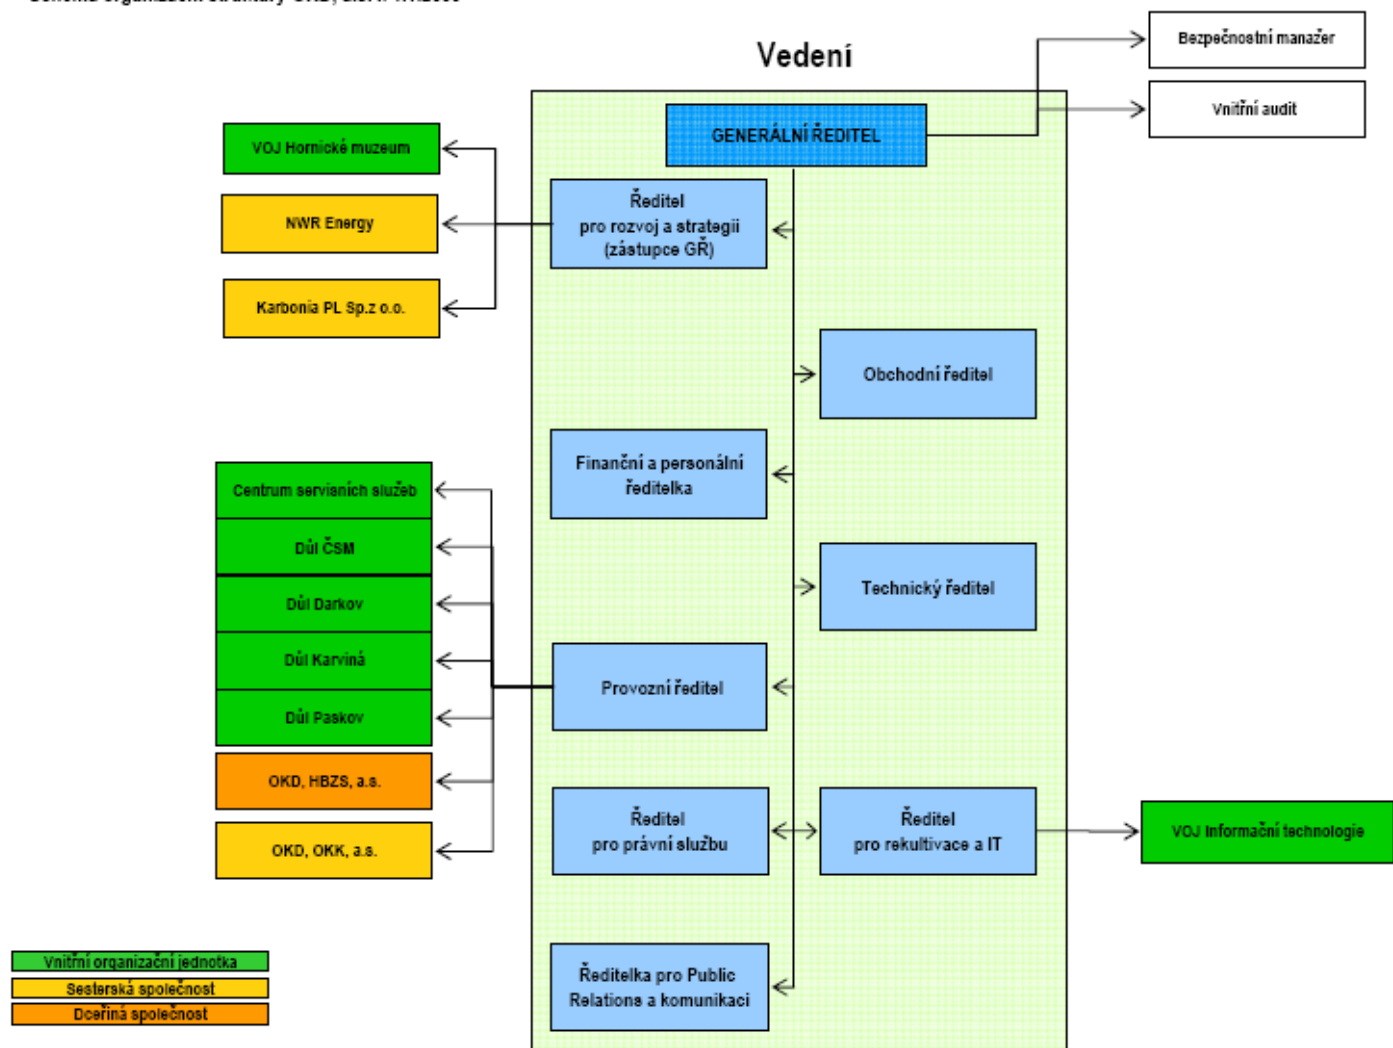 Vedení
Bezpečnostní manažer
Vnitřní audit
GENERÁLNÍ ŘEDITEL
VOJ Hornické muzeum
NWR Energy
Karbonia PL Sp.z o.o.
Ředitel
pro rozvoj a strategii
(zástupce GŘ)
Obchodní ředitel
Finanční a personální
ředitelka
Technický ředitel
Centrum servisních služeb
Důl ČSM
Důl Darkov
Důl Karviná
Důl Paskov
OKD, HBZS, a.s.
OKD, OKK, a.s.
Provozní ředitel
Ředitel
pro právní službu
Ředitel
pro rekultivace a IT
VOJ Informační technologie
Ředitelka pro Public
Relations a komunikaci
Vnitřní organizační jednotka
Sesterská společnost
Dceřiná společnost